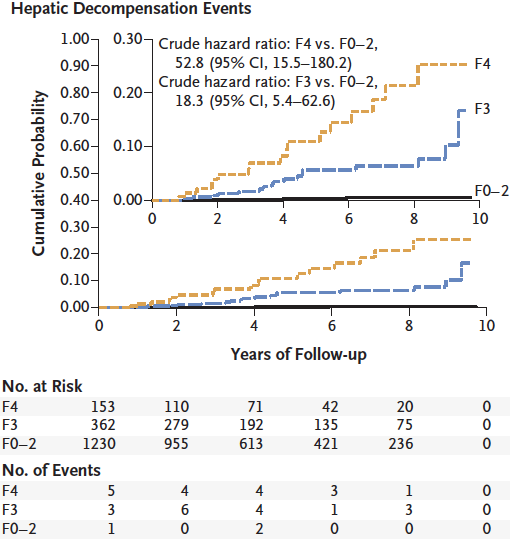 Hepatic Decompensation Events
Crude hazard ratio: F4 vs. F0–2,
52.8 (95% CI, 15.5–180.2)
Crude hazard ratio: F3 vs. F0–2,
18.3 (95% CI, 5.4–62.6)
0.30
0.20
0.10
0.00
0 2 4 6 8 10
F4
F3
F0–2
Cumulative Probability
1.00
0.90
0.80
0.70
0.60
0.50
0.40
0.30
0.20
0.10
0.00
0 2 4 6 8 10
Years of Follow-up
No. at Risk
F4 153 110 71 42 20 0
F3 362 279 192 135 75 0
F0–2 1230 955 613 421 236 0
No. of Events
F4 5 4 4 3 1 0
F3 3 6 4 1 3 0
F0–2 1 0 2 0 0 0